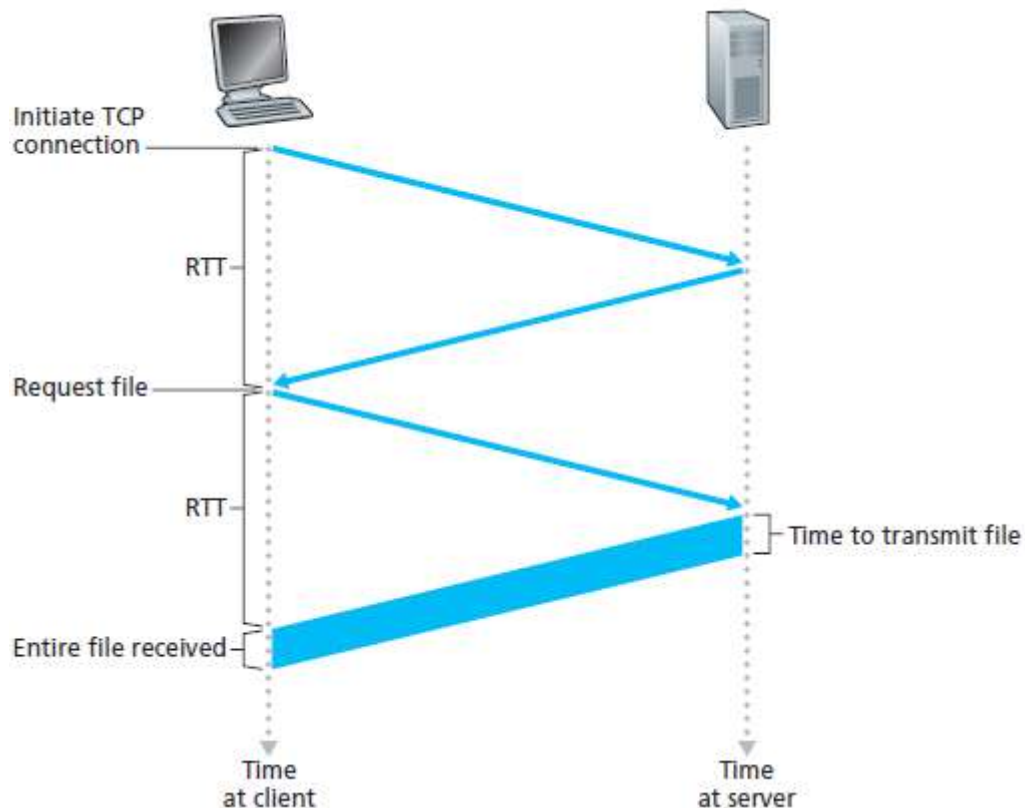 Initiate TCP
connection
RTT
Request file
RTT
Time to transmit file
Entire file received
Time
at client
Time
at server